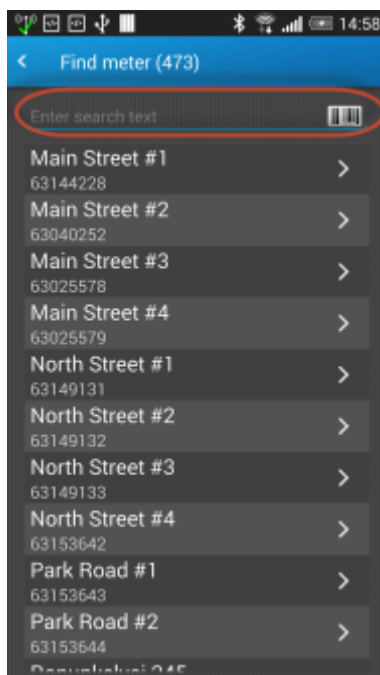 14:58
Find meter (473)
Enter search text
Main Street #1
63144228
Main Street #2
63040252
Main Street #3
63025578
Main Street #4
63025579
North Street #1
63149131
North Street #2
63149132
North Street #3
63149133
North Street #4
63153642
Park Road #1
63153643
Park Road #2
63153644